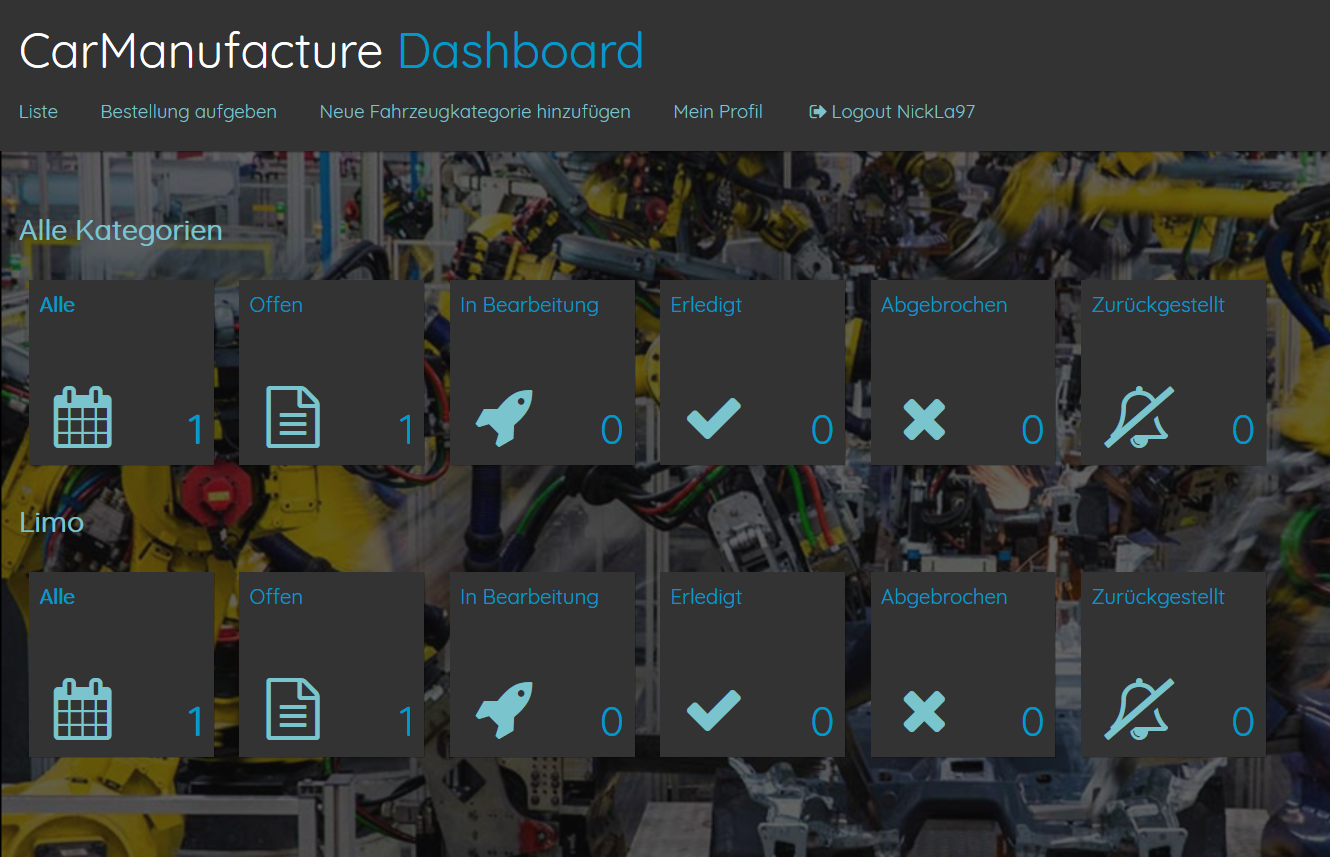 CarManufacture Dashboard
Liste Bestellung aufgeben Neue Fahrzeugkategorie hinzufügen Mein Profil Logout NickLa97
Alle Kategorien
Alle Offen In Bearbeitung Erledigt Abgebrochen Zurückgestellt
1 1 0 0 0 0
Limo
Alle Offen In Bearbeitung Erledigt Abgebrochen Zurückgestellt
1 1 0 0 0 0